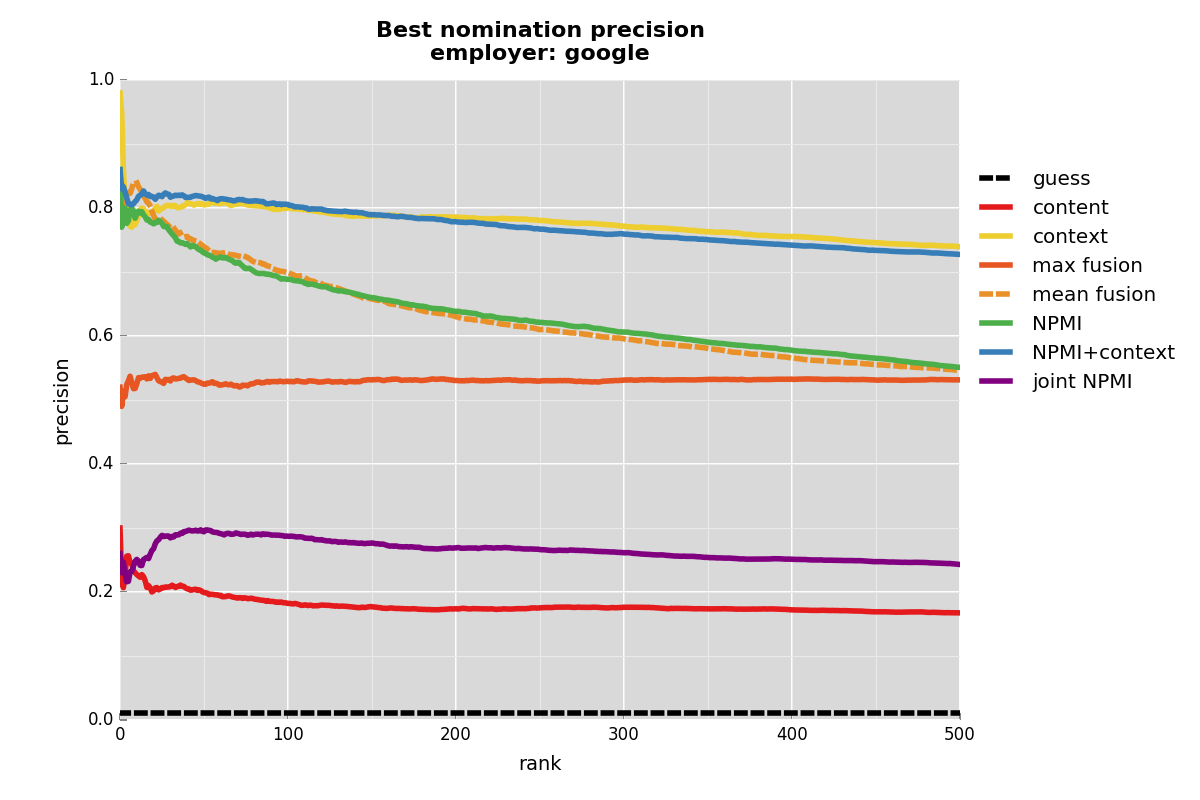 Best nomination precision
employer: google
1.0
0.8
0.6
0.4
0.2
0.0
precision
0
100
200
300
400
500
rank
guess
content
context
max fusion
mean fusion
NPMI
NPMI+context
joint NPMI